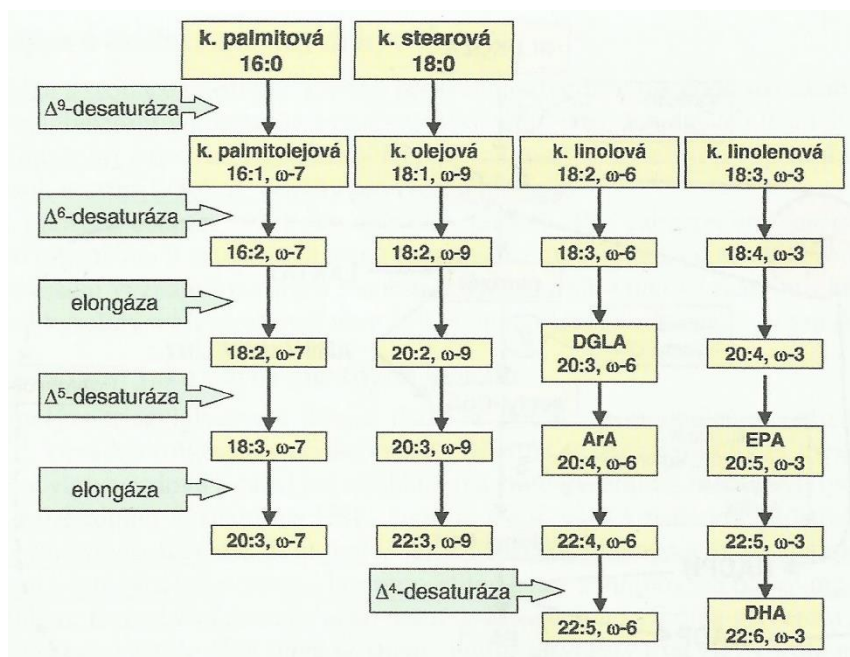 k. palmitová
16:0
k. stearová
18:0
Δ⁹-desaturáza
k. palmitolejová
16:1, ω-7
k. olejová
18:1, ω-9
k. linolová
18:2, ω-6
k. linolenová
18:3, ω-3
Δ⁶-desaturáza
16:2, ω-7
18:2, ω-9
18:3, ω-6
18:4, ω-3
elongáza
18:2, ω-7
20:2, ω-9
DGLA
20:3, ω-6
20:4, ω-3
Δ⁵-desaturáza
18:3, ω-7
20:3, ω-9
ArA
20:4, ω-6
EPA
20:5, ω-3
elongáza
20:3, ω-7
22:3, ω-9
22:4, ω-6
22:5, ω-3
Δ⁴-desaturáza
22:5, ω-6
DHA
22:6, ω-3